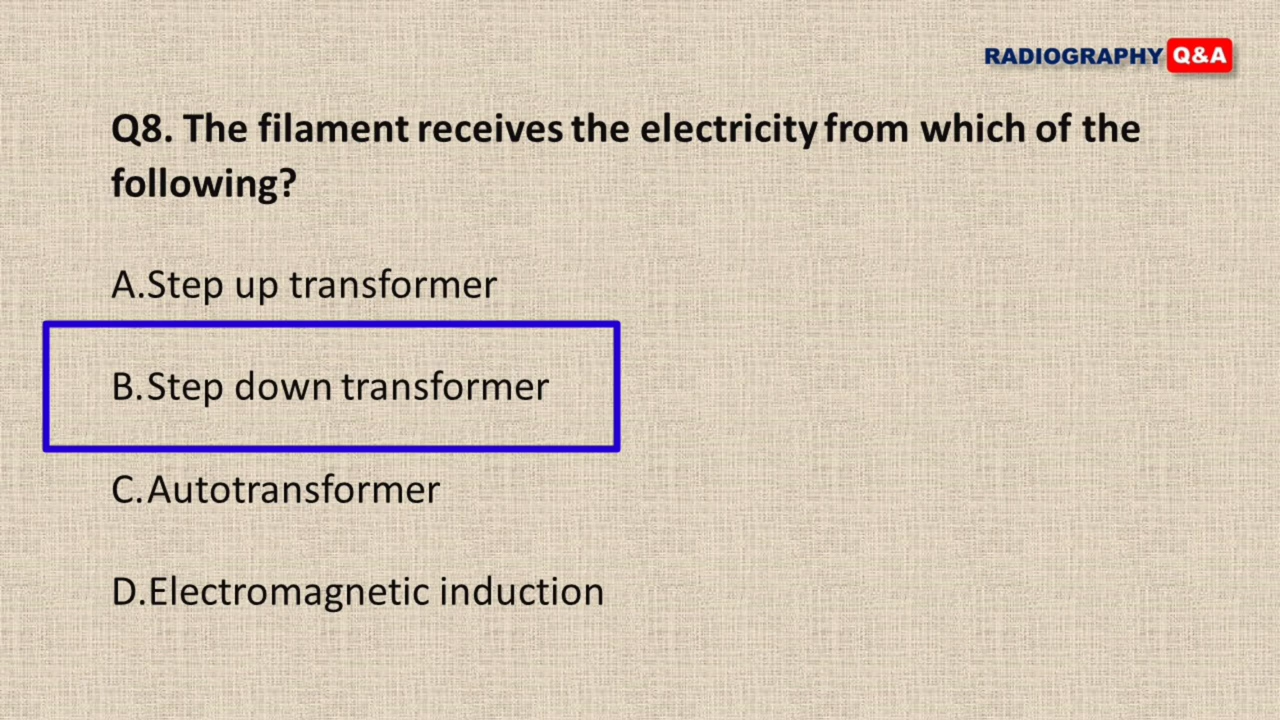 RADIOGRAPHY Q&A
Q8. The filament receives the electricity from which of the
following?
A.Step up transformer
B.Step down transformer
C.Autotransformer
D.Electromagnetic induction